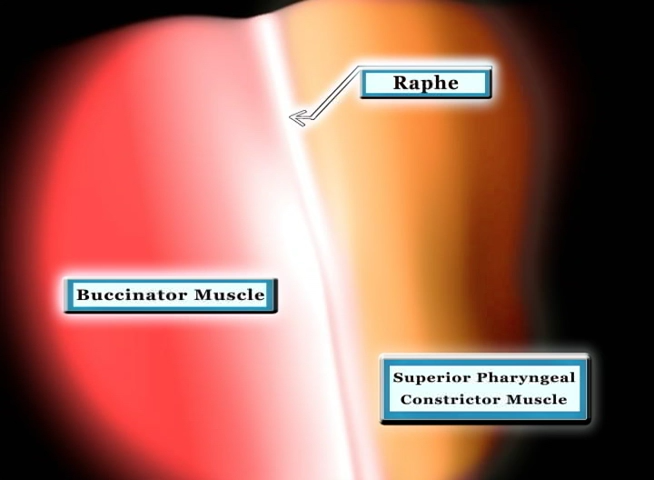 Raphe
Buccinator Muscle
Superior Pharyngeal
Constrictor Muscle